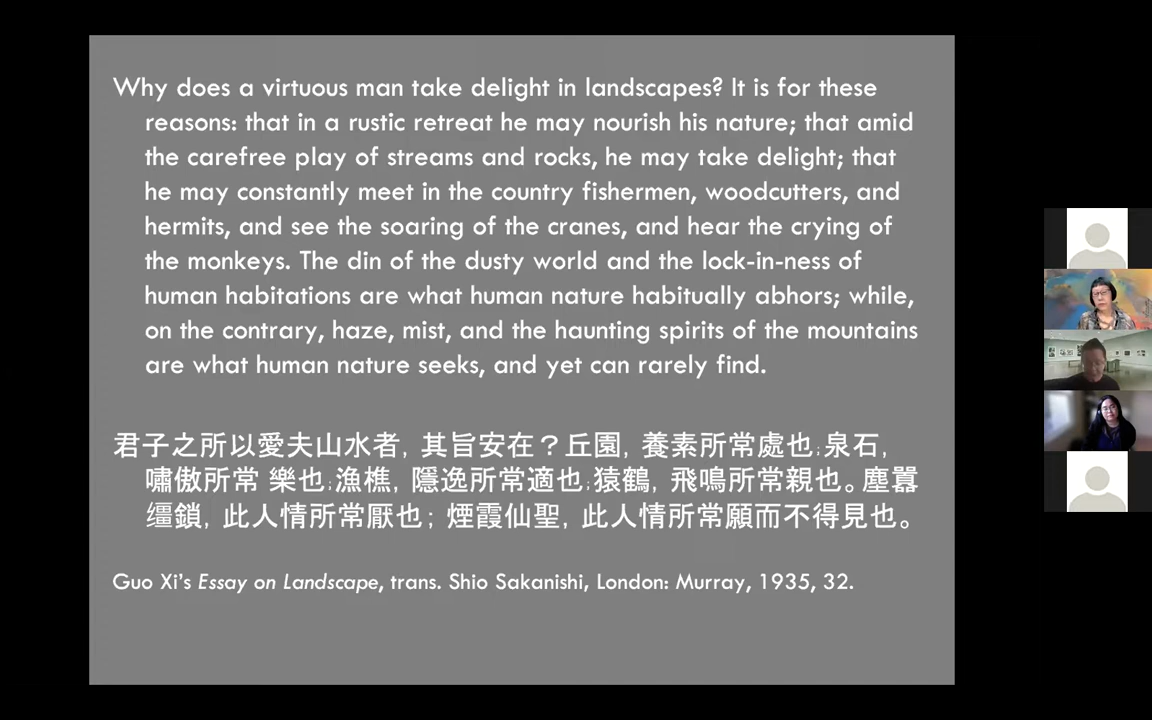 Why does a virtuous man take delight in landscapes? It is for these
reasons: that in a rustic retreat he may nourish his nature; that amid
the carefree play of streams and rocks, he may take delight; that
he may constantly meet in the country fishermen, woodcutters, and
hermits, and see the soaring of the cranes, and hear the crying of
the monkeys. The din of the dusty world and the lock-in-ness of
human habitations are what human nature habitually abhors; while,
on the contrary, haze, mist, and the haunting spirits of the mountains
are what human nature seeks, and yet can rarely find.
君子之所以愛夫山水者，其旨安在？丘園，養素所常處也；泉石，
嘯傲所常 樂也；漁樵，隱逸所常適也；猿鶴，飛鳴所常親也。塵囂
缰鎖，此人情所常厭也；煙霞仙聖，此人情所常願而不得見也。
Guo Xi's Essay on Landscape, trans. Shio Sakanishi, London: Murray, 1935, 32.